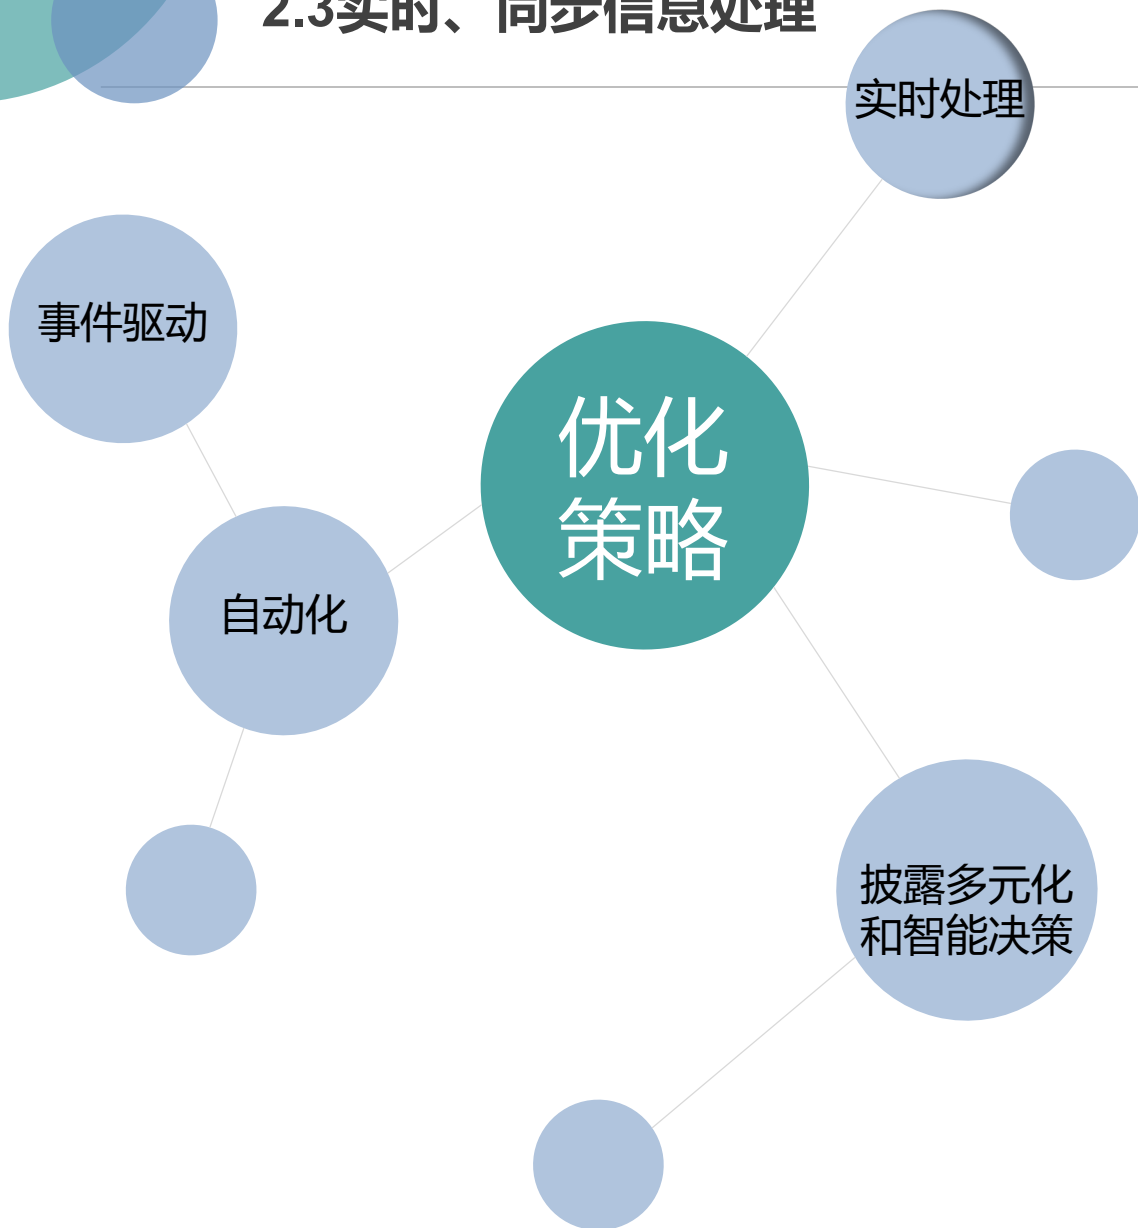 2.3实时、同步信息处理
实时处理
事件驱动
优化
策略
自动化
披露多元化
和智能决策